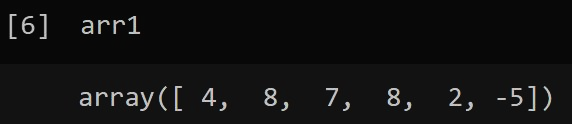 [6] arr1
array([ 4,  8,  7,  8,  2, -5])